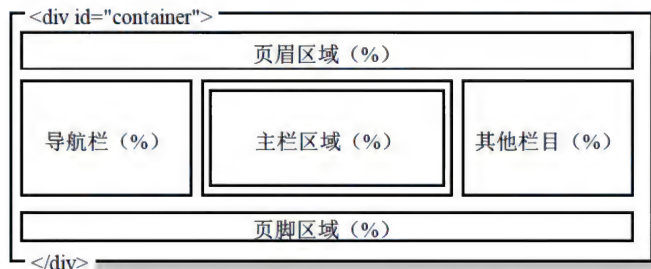 <div id="container">
页眉区域（%）
导航栏（%）
主栏区域（%）
其他栏目（%）
页脚区域（%）
</div>